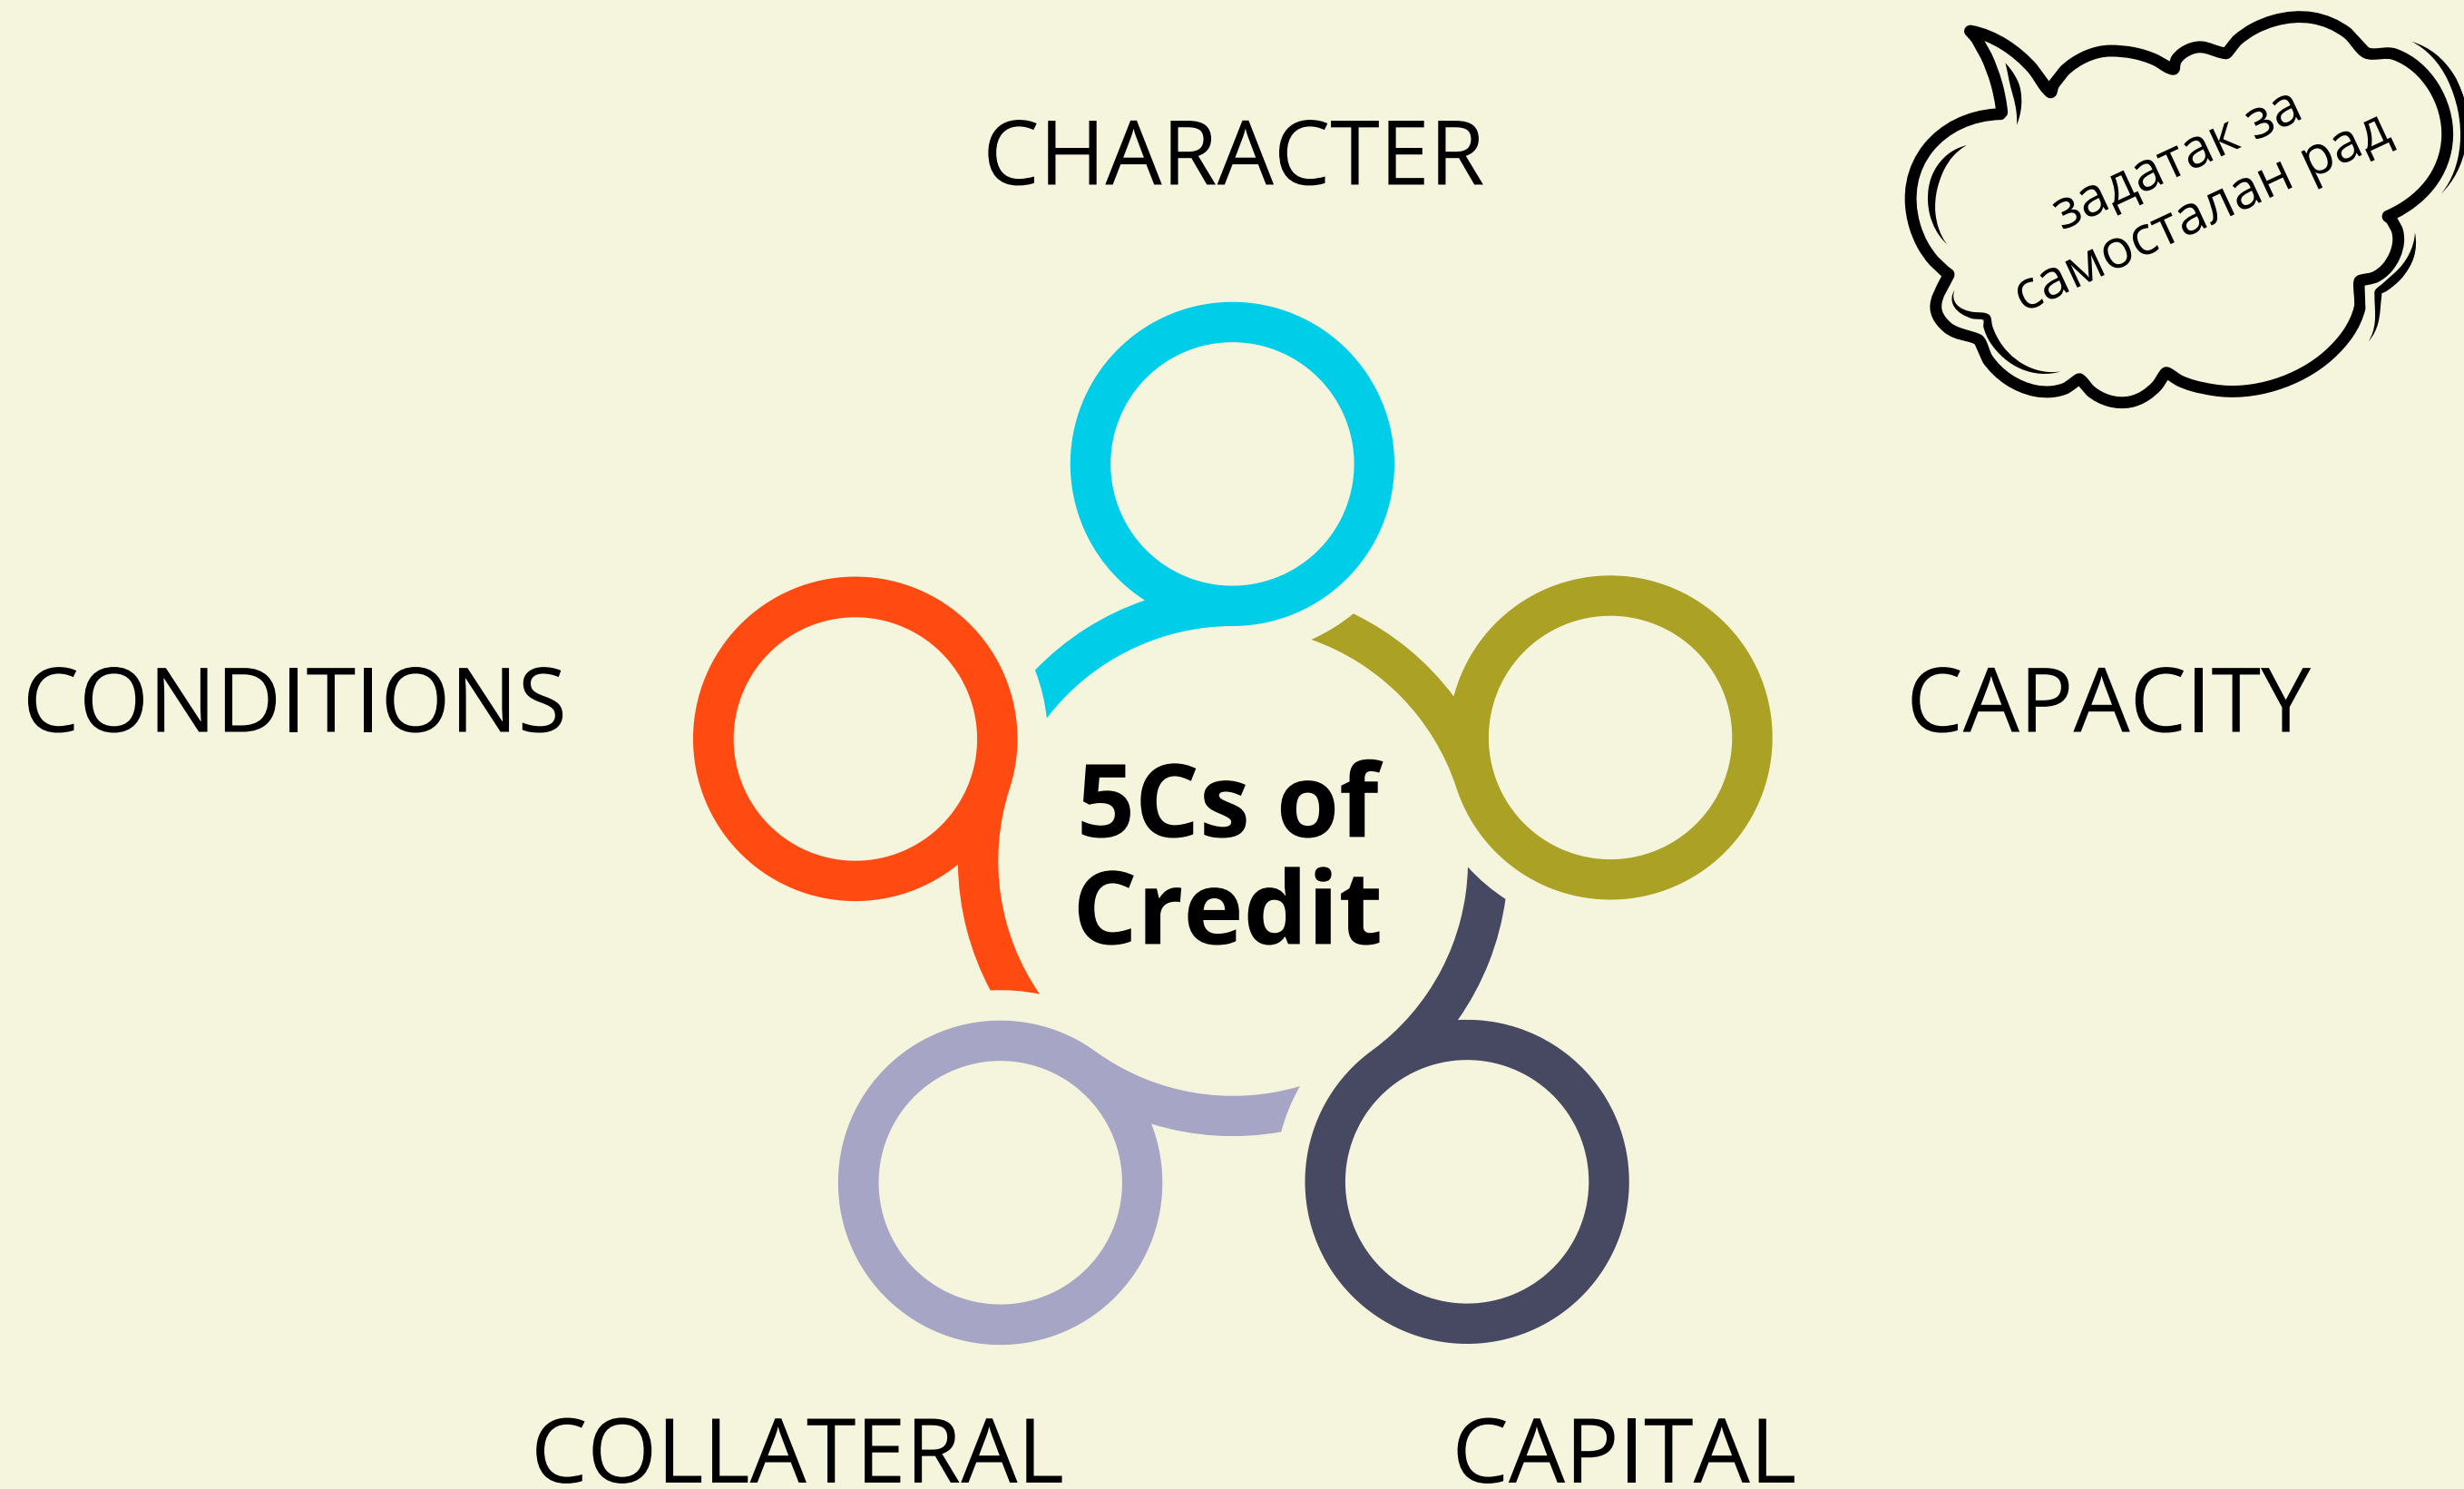 CHARACTER
задатак за
самосталан рад
CONDITIONS
CAPACITY
5Cs of
Credit
COLLATERAL
CAPITAL